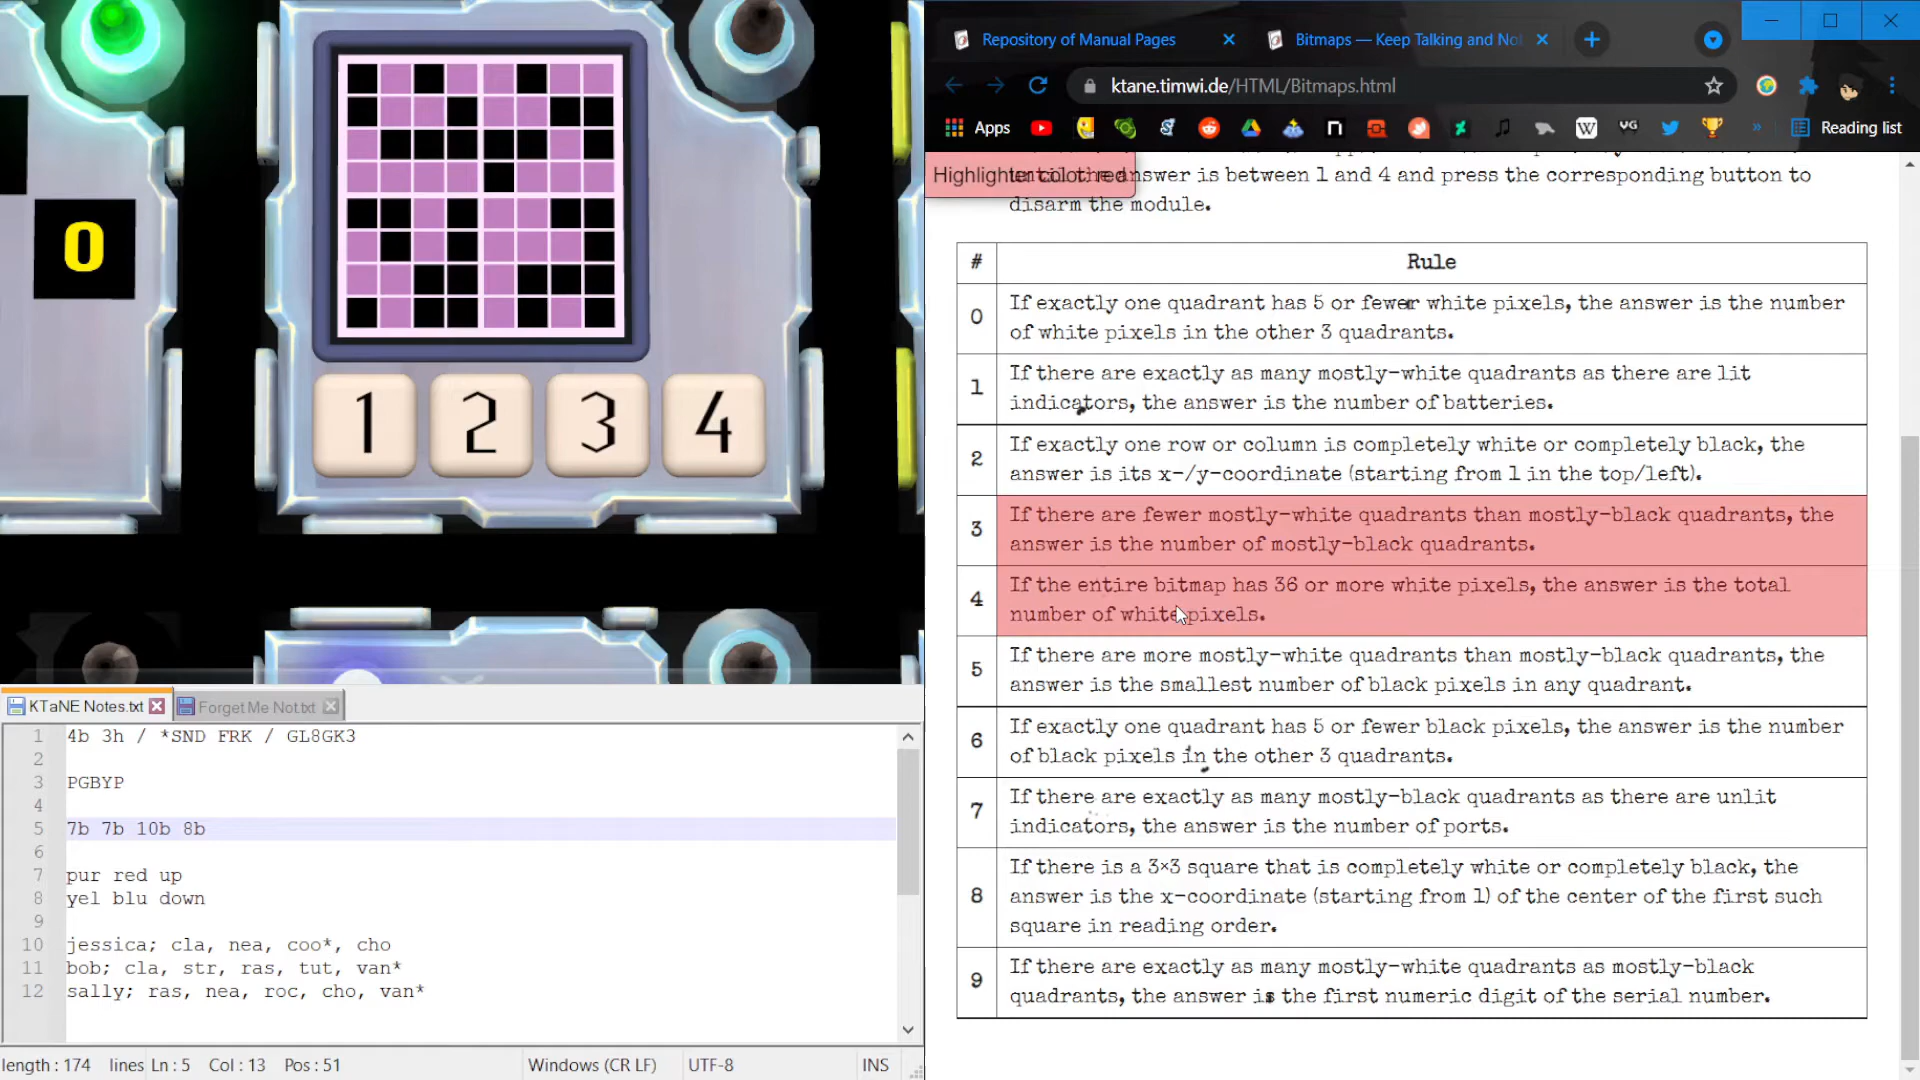 0
1 2 3 4
Repository of Manual Pages
Bitmaps — Keep Talking and No
ktane.timwi.de/HTML/Bitmaps.html
Apps
Reading list
Highlighter color: red
answer is between 1 and 4 and press the corresponding button to
disarm the module.
# Rule
0 If exactly one quadrant has 5 or fewer white pixels, the answer is the number
of white pixels in the other 3 quadrants.
1 If there are exactly as many mostly-white quadrants as there are lit
indicators, the answer is the number of batteries.
2 If exactly one row or column is completely white or completely black, the
answer is its x-/y-coordinate (starting from 1 in the top/left).
3 If there are fewer mostly-white quadrants than mostly-black quadrants, the
answer is the number of mostly-black quadrants.
4 If the entire bitmap has 36 or more white pixels, the answer is the total
number of white pixels.
5 If there are more mostly-white quadrants than mostly-black quadrants, the
answer is the smallest number of black pixels in any quadrant.
6 If exactly one quadrant has 5 or fewer black pixels, the answer is the number
of black pixels in the other 3 quadrants.
7 If there are exactly as many mostly-black quadrants as there are unlit
indicators, the answer is the number of ports.
8 If there is a 3×3 square that is completely white or completely black, the
answer is the x-coordinate (starting from 1) of the center of the first such
square in reading order.
9 If there are exactly as many mostly-white quadrants as mostly-black
quadrants, the answer is the first numeric digit of the serial number.
KTaNE Notes.txt
Forget Me Not.txt
1 4b 3h / *SND FRK / GL8GK3
2
3 PGBYP
4
5 7b 7b 10b 8b
6
7 pur red up
8 yel blu down
9
10 jessica; cla, nea, coo*, cho
11 bob; cla, str, ras, tut, van*
12 sally; ras, nea, roc, cho, van*
length : 174 lines Ln : 5 Col : 13 Pos : 51 Windows (CR LF) UTF-8 INS